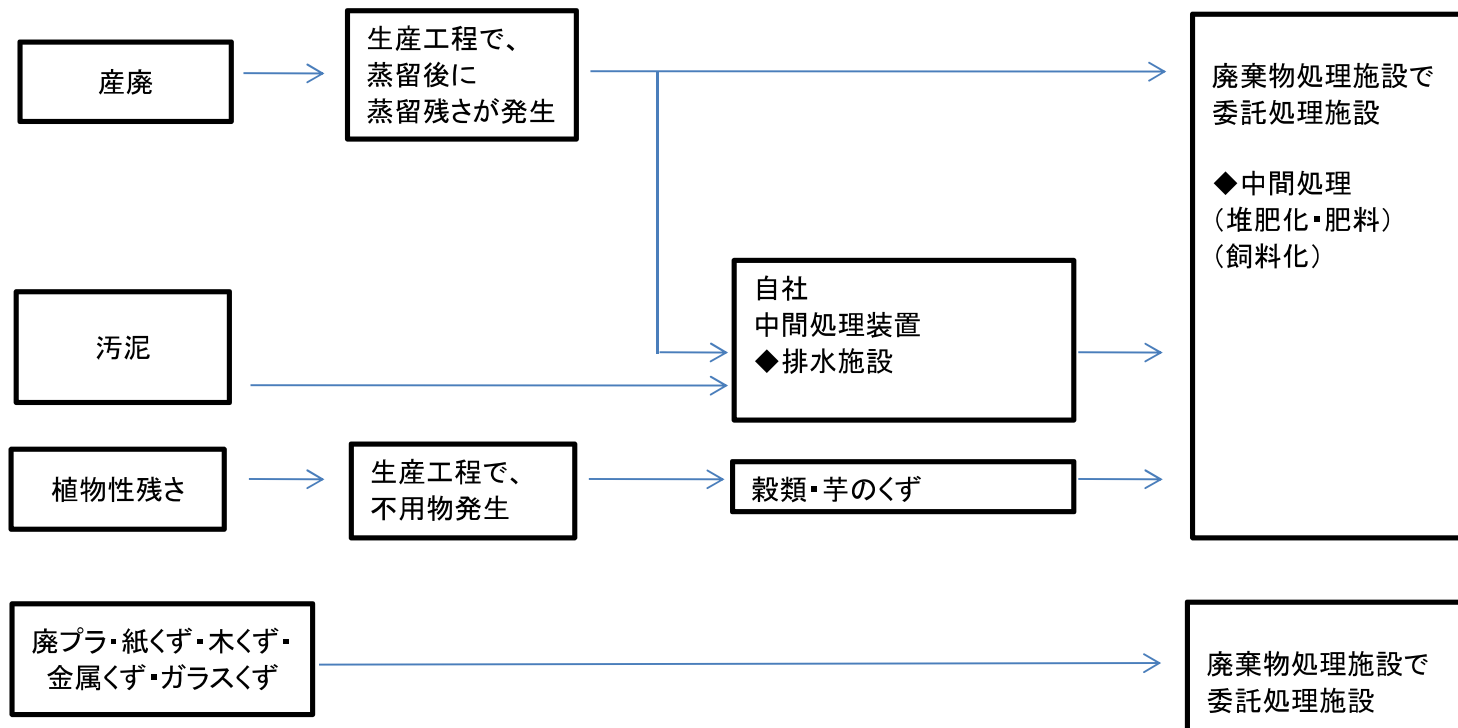 産廃
生産工程で、
蒸留後に
蒸留残さが発生
廃棄物処理施設で
委託処理施設
◆中間処理
(堆肥化・肥料)
(飼料化)
汚泥
自社
中間処理装置
◆排水施設
植物性残さ
生産工程で、
不用物発生
穀類・芋のくず
廃プラ・紙くず・木くず・
金属くず・ガラスくず
廃棄物処理施設で
委託処理施設